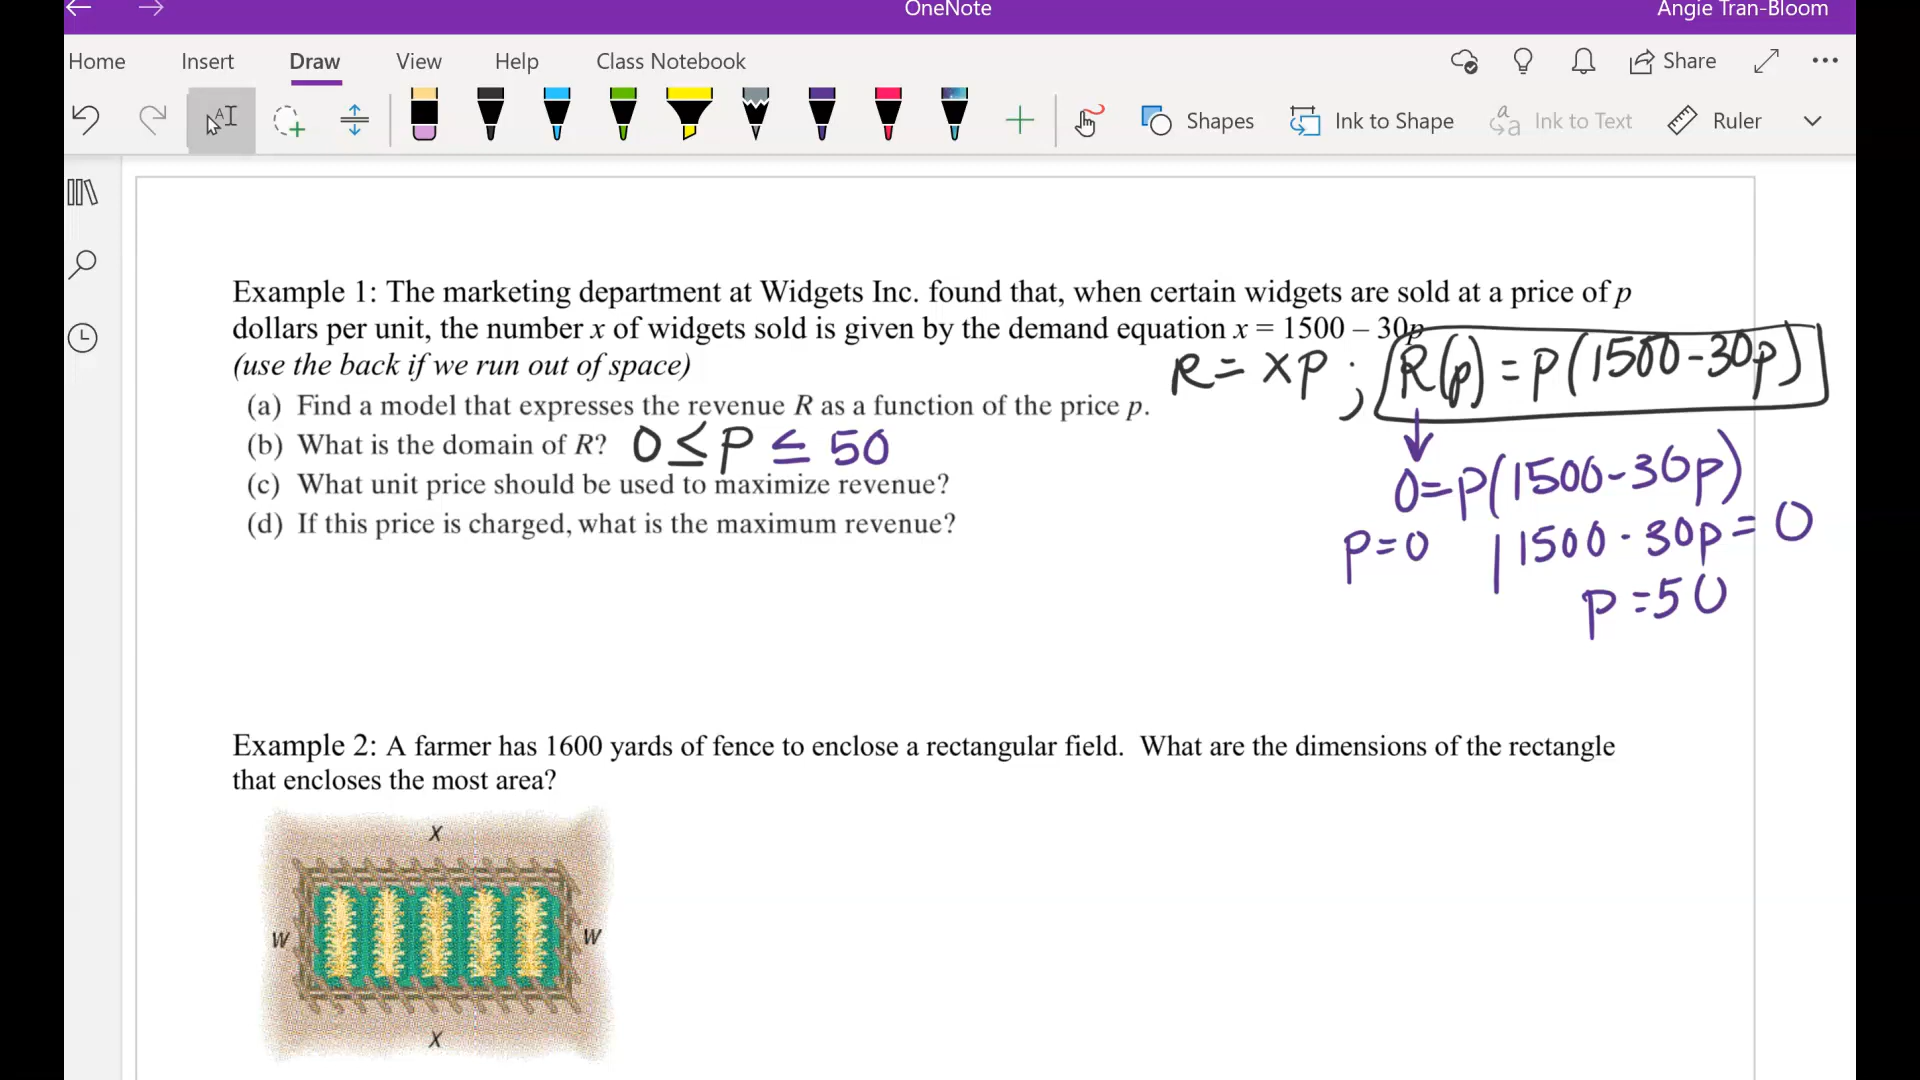 OneNote
Angie Tran-Bloom
Home Insert Draw View Help Class Notebook Share
Shapes Ink to Shape Ink to Text Ruler
Example 1: The marketing department at Widgets Inc. found that, when certain widgets are sold at a price of p
dollars per unit, the number x of widgets sold is given by the demand equation x = 1500 – 30p
(use the back if we run out of space)
R = xp ; R(p) = p(1500-30p)
(a) Find a model that expresses the revenue R as a function of the price p.
(b) What is the domain of R? 0 ≤ p ≤ 50
(c) What unit price should be used to maximize revenue?
0=p(1500-30p)
(d) If this price is charged, what is the maximum revenue?
p=0 | 1500-30p=0
p=50
Example 2: A farmer has 1600 yards of fence to enclose a rectangular field. What are the dimensions of the rectangle
that encloses the most area?
x
w w
x